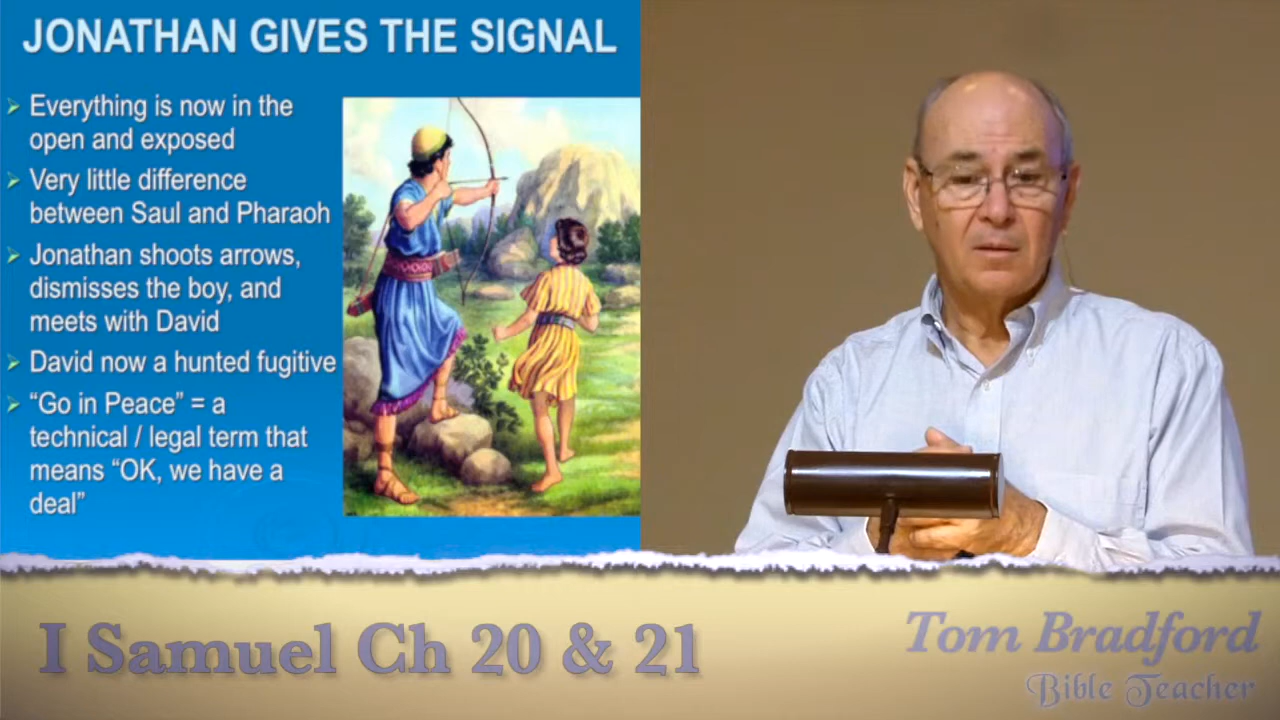 JONATHAN GIVES THE SIGNAL
Everything is now in the
open and exposed
Very little difference
between Saul and Pharaoh
Jonathan shoots arrows,
dismisses the boy, and
meets with David
David now a hunted fugitive
“Go in Peace” = a
technical / legal term that
means “OK, we have a
deal”
I Samuel Ch 20 & 21
Tom Bradford
Bible Teacher